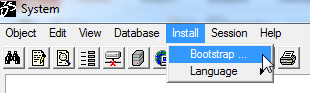 System
Object Edit View Database Install Session Help
Bootstrap ...
Language